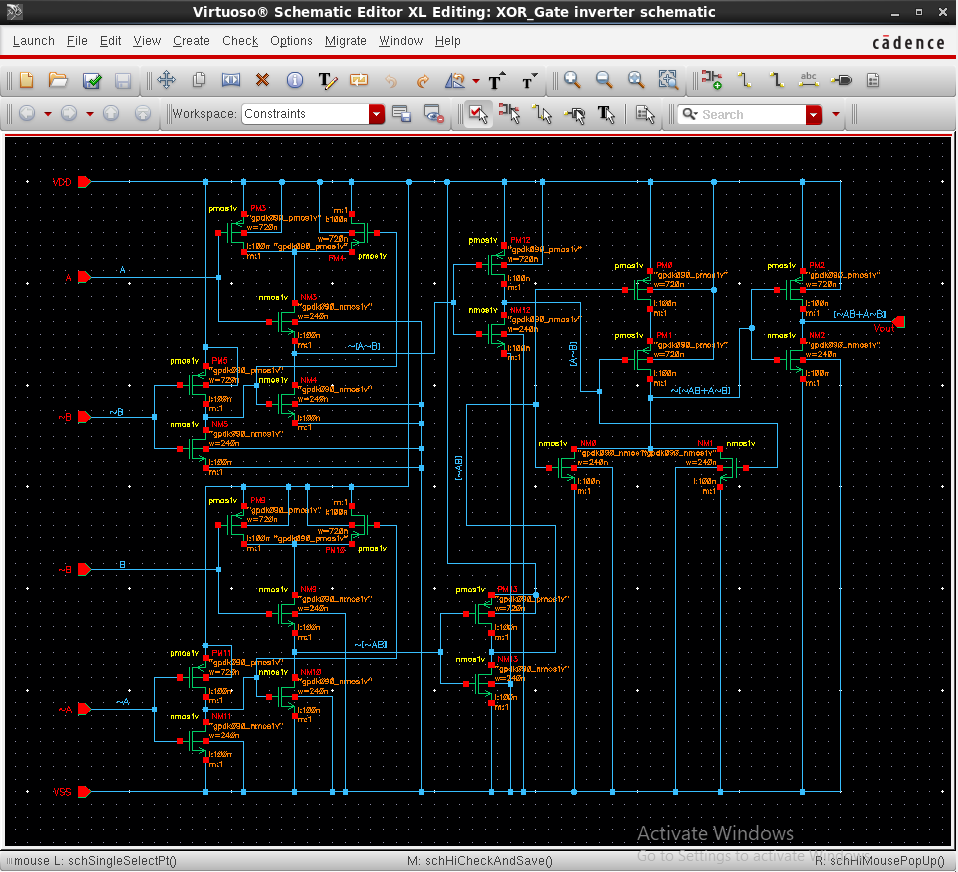 Virtuoso® Schematic Editor XL Editing: XOR_Gate inverter schematic
Launch File Edit View Create Check Options Migrate Window Help
cādence
Workspace: Constraints
Search
VDD
pmos1v PM3
"gpdk090_pmos1v"
w=720n
l:100n
m:1
m:1
l:100n
"gpdk090_pmos1v"
w=720n
PM4
pmos1v
A
A
nmos1v NM3
"gpdk090_nmos1v"
w=240n
l:100n
m:1
~[A~B]
pmos1v PM5
"gpdk090_pmos1v"
w=720n
l:100n
m:1
nmos1v NM4
"gpdk090_nmos1v"
w=240n
l:100n
m:1
~B
~B
nmos1v NM5
"gpdk090_nmos1v"
w=240n
l:100n
m:1
pmos1v PM12
"gpdk090_pmos1v"
w=720n
l:100n
m:1
nmos1v NM12
"gpdk090_nmos1v"
w=240n
l:100n
m:1
[A~B]
pmos1v PM0
"gpdk090_pmos1v"
w=720n
l:100n
m:1
pmos1v PM1
"gpdk090_pmos1v"
w=720n
l:100n
m:1
~[~AB+A~B]
pmos1v PM2
"gpdk090_pmos1v"
w=720n
l:100n
m:1
[~AB+A~B]
Vout
nmos1v NM2
"gpdk090_nmos1v"
w=240n
l:100n
m:1
nmos1v NM0
"gpdk090_nmos1v"
w=240n
l:100n
m:1
NM1 nmos1v
"gpdk090_nmos1v"
w=240n
l:100n
m:1
[~AB]
pmos1v PM9
"gpdk090_pmos1v"
w=720n
l:100n
m:1
m:1
l:100n
"gpdk090_pmos1v"
w=720n
PM10
pmos1v
~B
B
nmos1v NM9
"gpdk090_nmos1v"
w=240n
l:100n
m:1
~[~AB]
pmos1v PM11
"gpdk090_pmos1v"
w=720n
l:100n
m:1
nmos1v NM10
"gpdk090_nmos1v"
w=240n
l:100n
m:1
~A
~A
nmos1v NM11
"gpdk090_nmos1v"
w=240n
l:100n
m:1
pmos1v PM13
"gpdk090_pmos1v"
w=720n
l:100n
m:1
nmos1v NM13
"gpdk090_nmos1v"
w=240n
l:100n
m:1
VSS
Activate Windows
Go to Settings to activate Windows.
mouse L: schSingleSelectPt() M: schHiCheckAndSave() R: schHiMousePopUp()